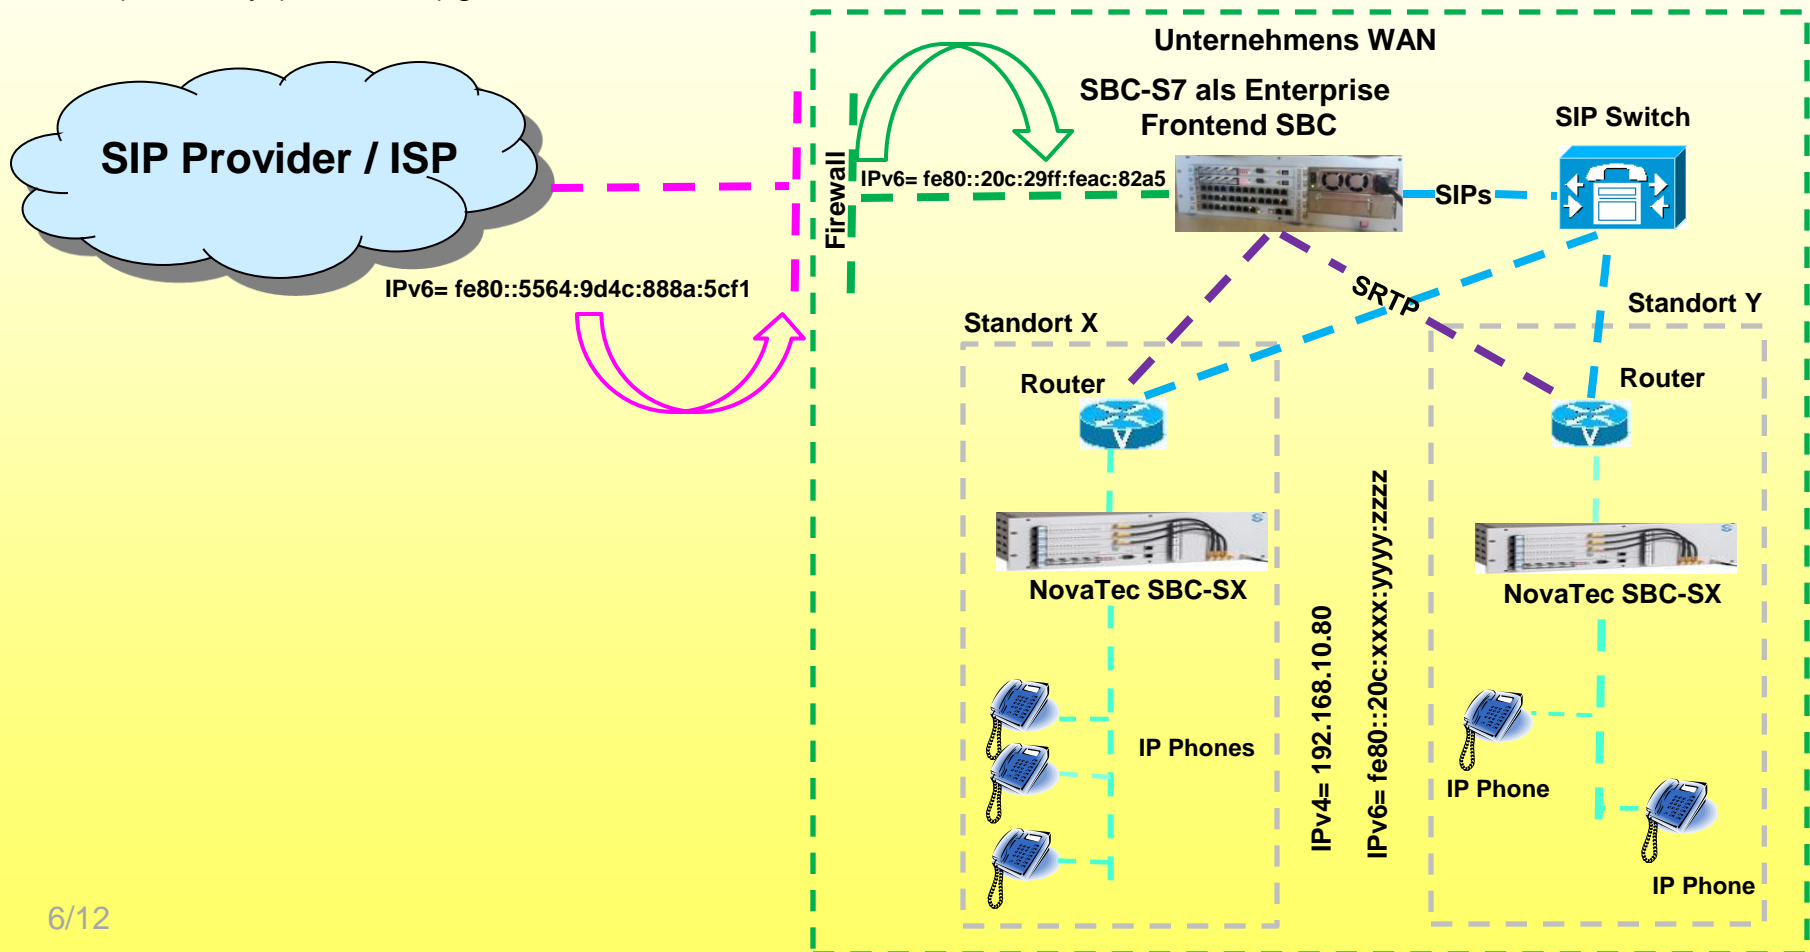 Unternehmens WAN
SBC-S7 als Enterprise
Frontend SBC
SIP Switch
SIP Provider / ISP
Firewall
IPv6= fe80::20c:29ff:feac:82a5
SIPs
IPv6= fe80::5564:9d4c:888a:5cf1
SRTP
Standort X
Standort Y
Router
Router
NovaTec SBC-SX
NovaTec SBC-SX
IPv4= 192.168.10.80
IPv6= fe80::20c:xxxx:yyyy:zzzz
IP Phones
IP Phone
IP Phone
6/12